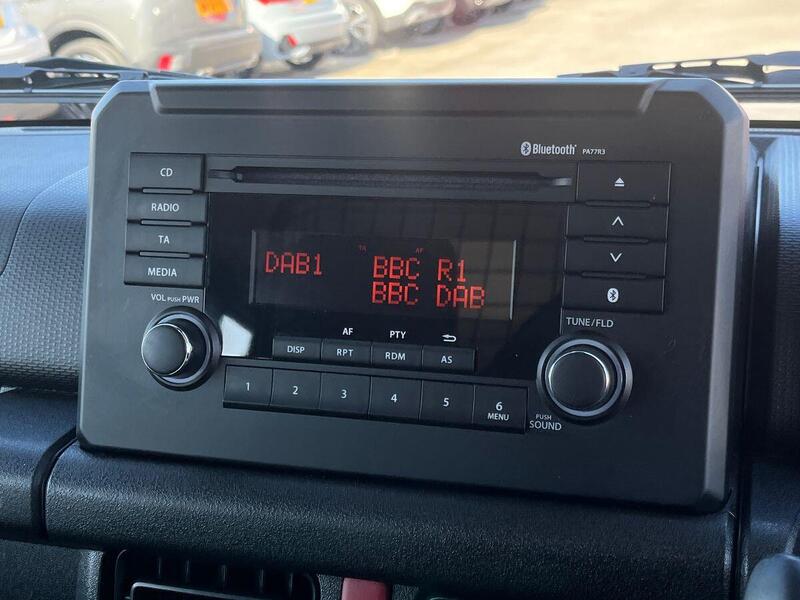 Bluetooth® PA77R3
CD
RADIO
TA
MEDIA
VOL PUSH PWR
TA AF
DAB1 BBC R1
BBC DAB
AF PTY
DISP RPT RDM AS
1 2 3 4 5 6
MENU
TUNE/FLD
PUSH
SOUND